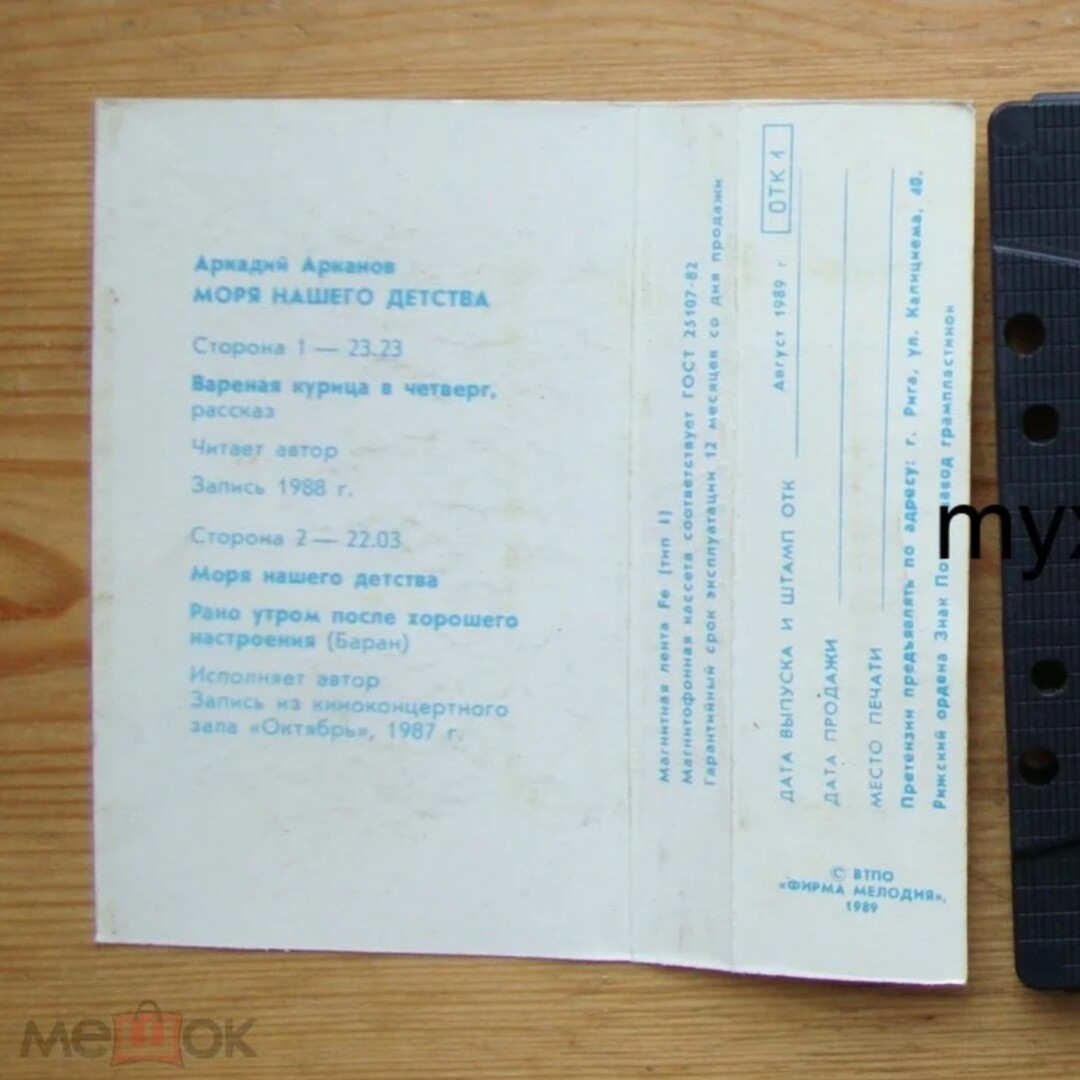 Аркадий Арканов
МОРЯ НАШЕГО ДЕТСТВА
Сторона 1 — 23.23
Вареная курица в четверг,
рассказ
Читает автор
Запись 1988 г.
Сторона 2 — 22.03
Моря нашего детства
Рано утром после хорошего
настроения (Баран)
Исполняет автор
Запись из киноконцертного
зала «Октябрь», 1987 г.
Магнитная лента Fe (тип I)
Магнитофонная кассета соответствует ГОСТ 25107-82
Гарантийный срок эксплуатации 12 месяцев со дня продажи
ДАТА ВЫПУСКА И ШТАМП ОТК Август 1989 г. ОТК 1
ДАТА ПРОДАЖИ
МЕСТО ПЕЧАТИ
Претензии предъявлять по адресу: г. Рига, ул. Калнциема, 40.
Рижский ордена Знак завод грампластинок
© ВТПО
«ФИРМА МЕЛОДИЯ»,
1989
мешок